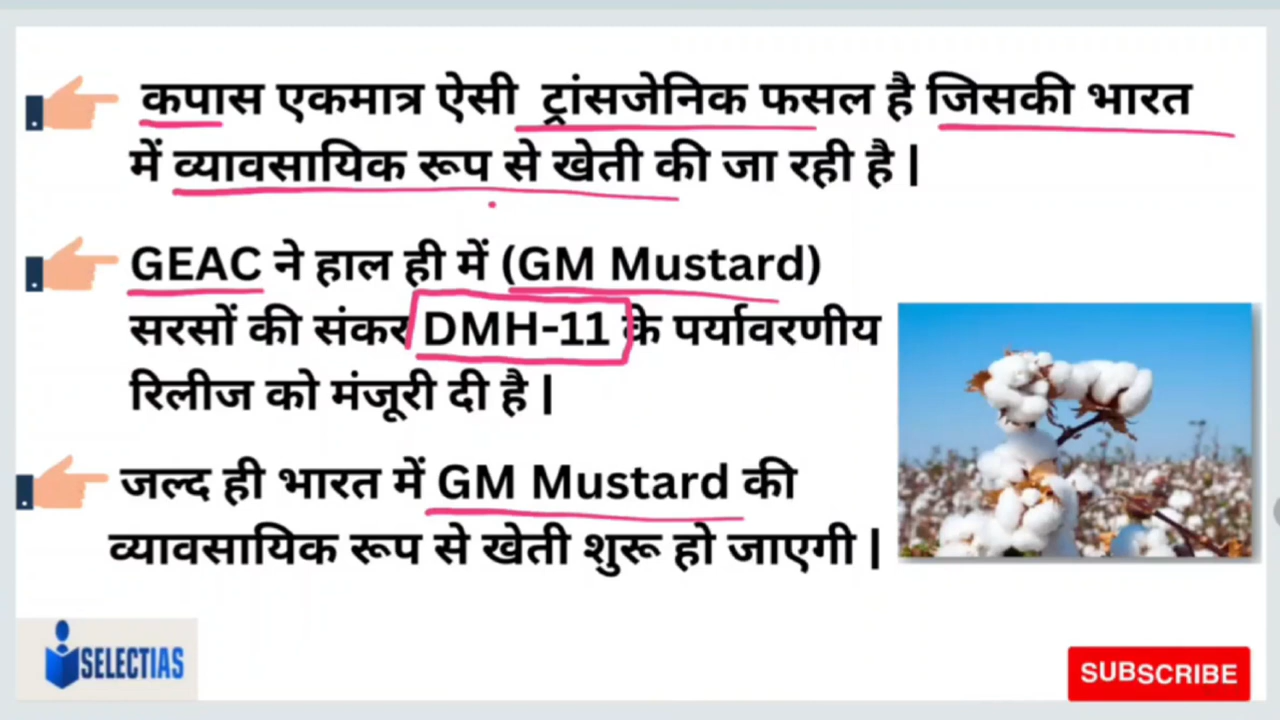 कपास एकमात्र ऐसी ट्रांसजेनिक फसल है जिसकी भारत
में व्यावसायिक रूप से खेती की जा रही है |
GEAC ने हाल ही में (GM Mustard)
सरसों की संकर DMH-11 के पर्यावरणीय
रिलीज को मंजूरी दी है |
जल्द ही भारत में GM Mustard की
व्यावसायिक रूप से खेती शुरू हो जाएगी |
SELECTIAS
SUBSCRIBE